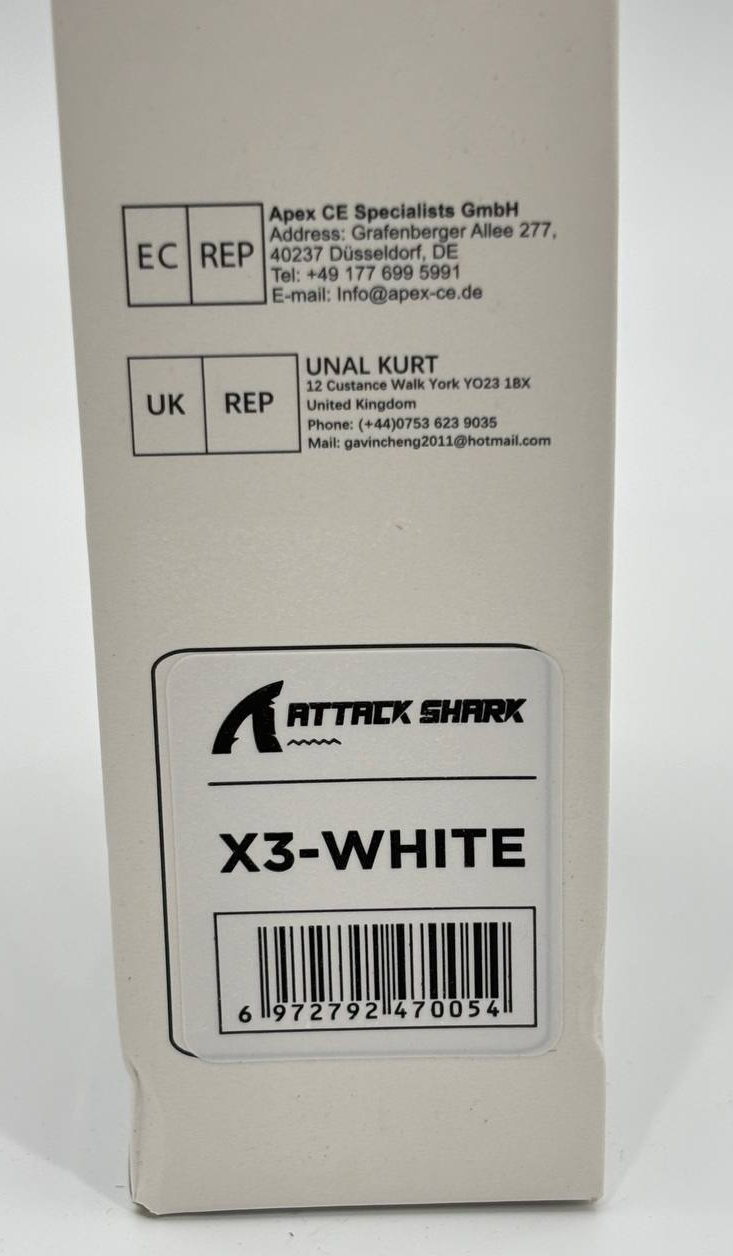 EC REP
Apex CE Specialists GmbH
Address: Grafenberger Allee 277,
40237 Düsseldorf, DE
Tel: +49 177 699 5991
E-mail: Info@apex-ce.de
UK REP
UNAL KURT
12 Custance Walk York YO23 1BX
United Kingdom
Phone: (+44)0753 623 9035
Mail: gavincheng2011@hotmail.com
ATTACK SHARK
X3-WHITE
6 972792 470054